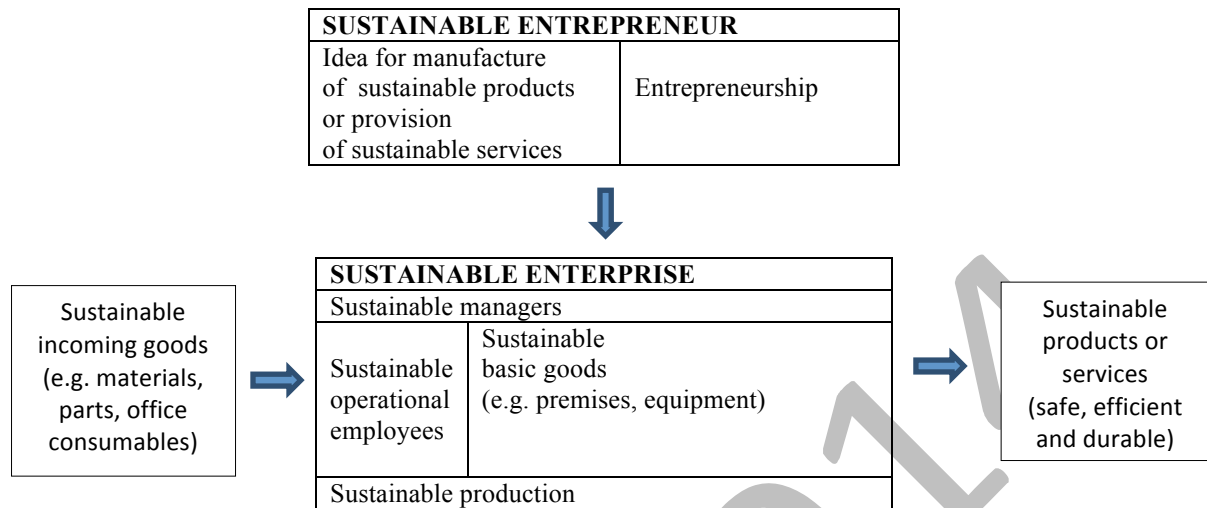 SUSTAINABLE ENTREPRENEUR
Idea for manufacture
of sustainable products
or provision
of sustainable services
Entrepreneurship
SUSTAINABLE ENTERPRISE
Sustainable managers
Sustainable
incoming goods
(e.g. materials,
parts, office
consumables)
Sustainable
operational
employees
Sustainable
basic goods
(e.g. premises, equipment)
Sustainable production
Sustainable
products or
services
(safe, efficient
and durable)